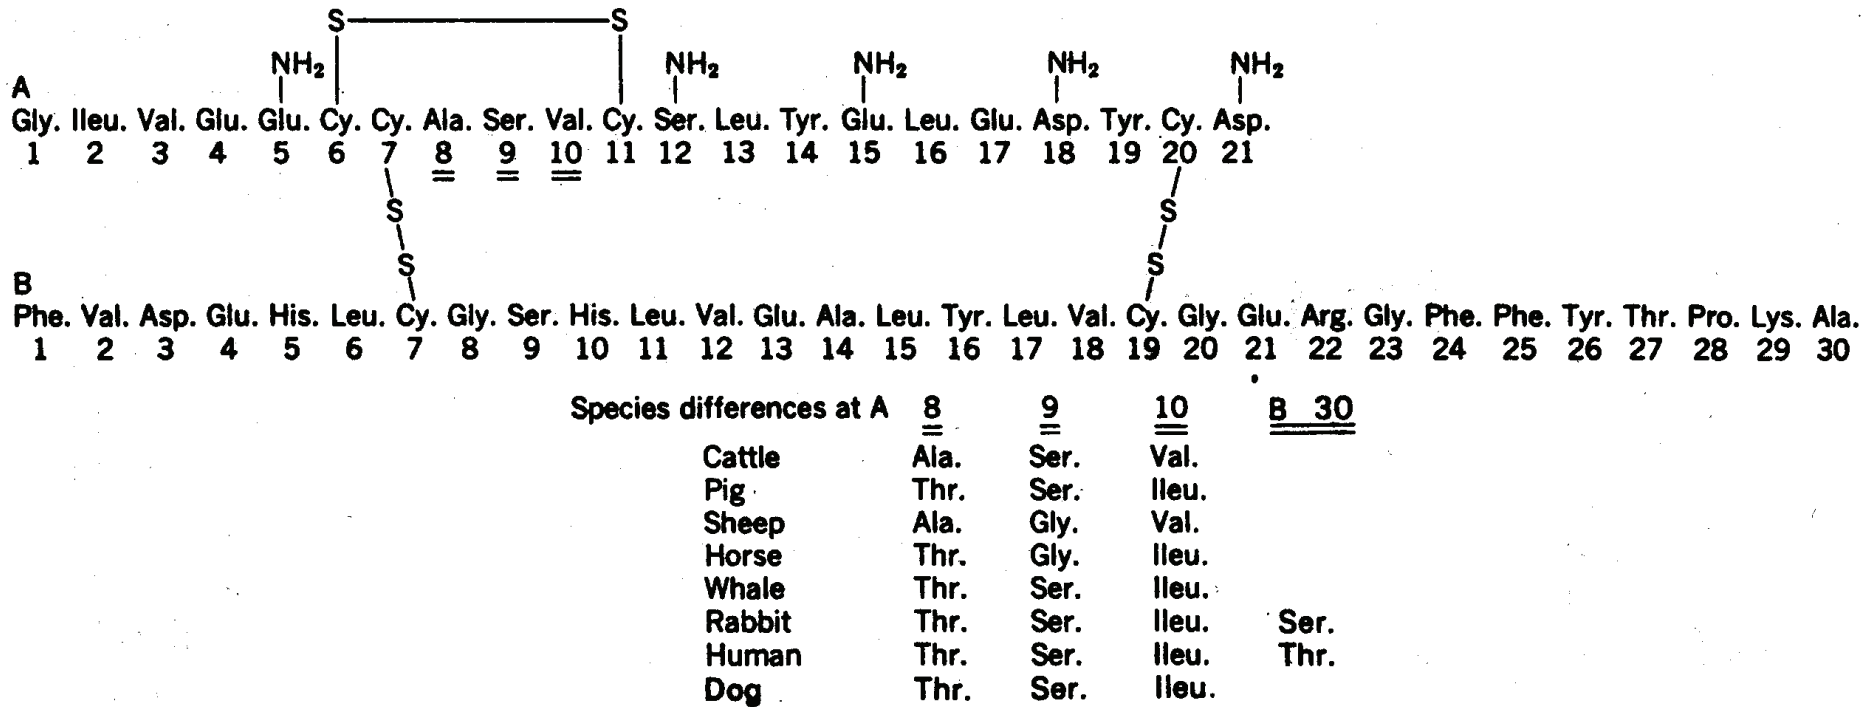 S S
NH₂ NH₂ NH₂ NH₂ NH₂
A
Gly. Ileu. Val. Glu. Glu. Cy. Cy. Ala. Ser. Val. Cy. Ser. Leu. Tyr. Glu. Leu. Glu. Asp. Tyr. Cy. Asp.
1 2 3 4 5 6 7 8 9 10 11 12 13 14 15 16 17 18 19 20 21
S S
S S
B
Phe. Val. Asp. Glu. His. Leu. Cy. Gly. Ser. His. Leu. Val. Glu. Ala. Leu. Tyr. Leu. Val. Cy. Gly. Glu. Arg. Gly. Phe. Phe. Tyr. Thr. Pro. Lys. Ala.
1 2 3 4 5 6 7 8 9 10 11 12 13 14 15 16 17 18 19 20 21 22 23 24 25 26 27 28 29 30
Species differences at A 8 9 10 B 30
Cattle Ala. Ser. Val.
Pig Thr. Ser. Ileu.
Sheep Ala. Gly. Val.
Horse Thr. Gly. Ileu.
Whale Thr. Ser. Ileu.
Rabbit Thr. Ser. Ileu. Ser.
Human Thr. Ser. Ileu. Thr.
Dog Thr. Ser. Ileu.